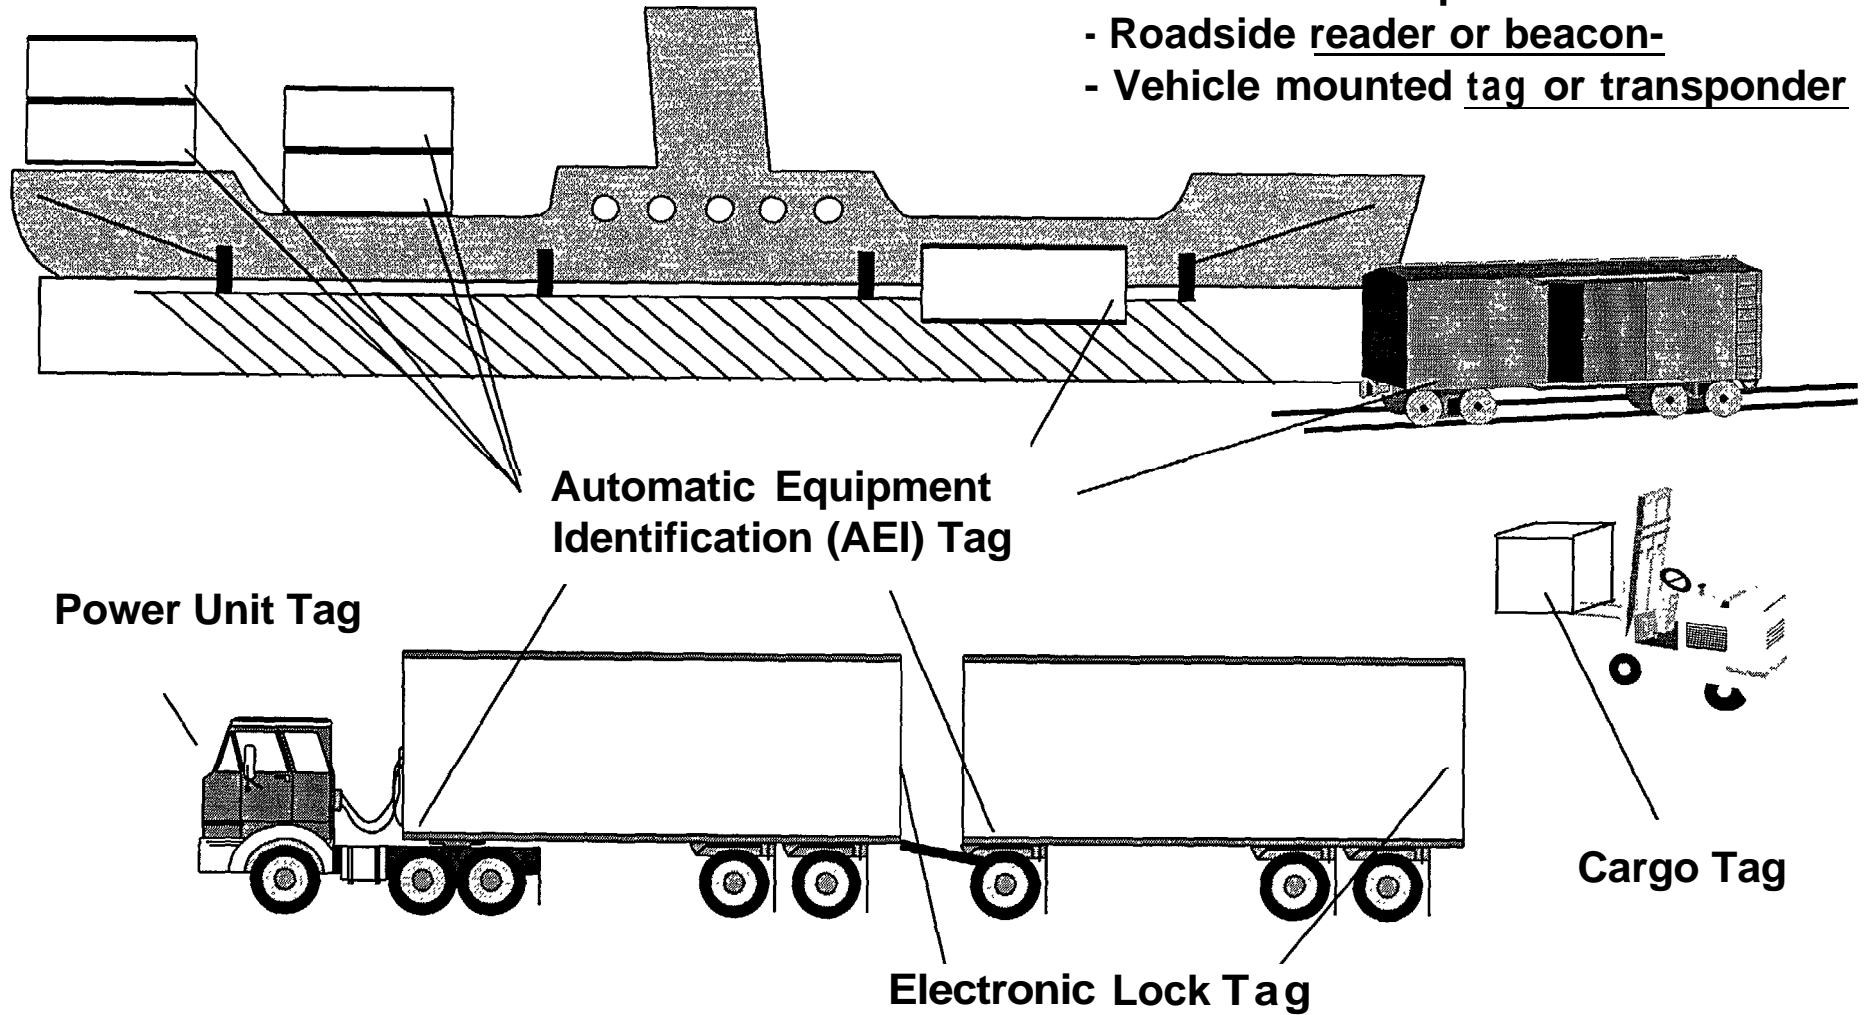 - Roadside reader or beacon-
- Vehicle mounted tag or transponder
Automatic Equipment
Identification (AEI) Tag
Power Unit Tag
Cargo Tag
Electronic Lock Tag